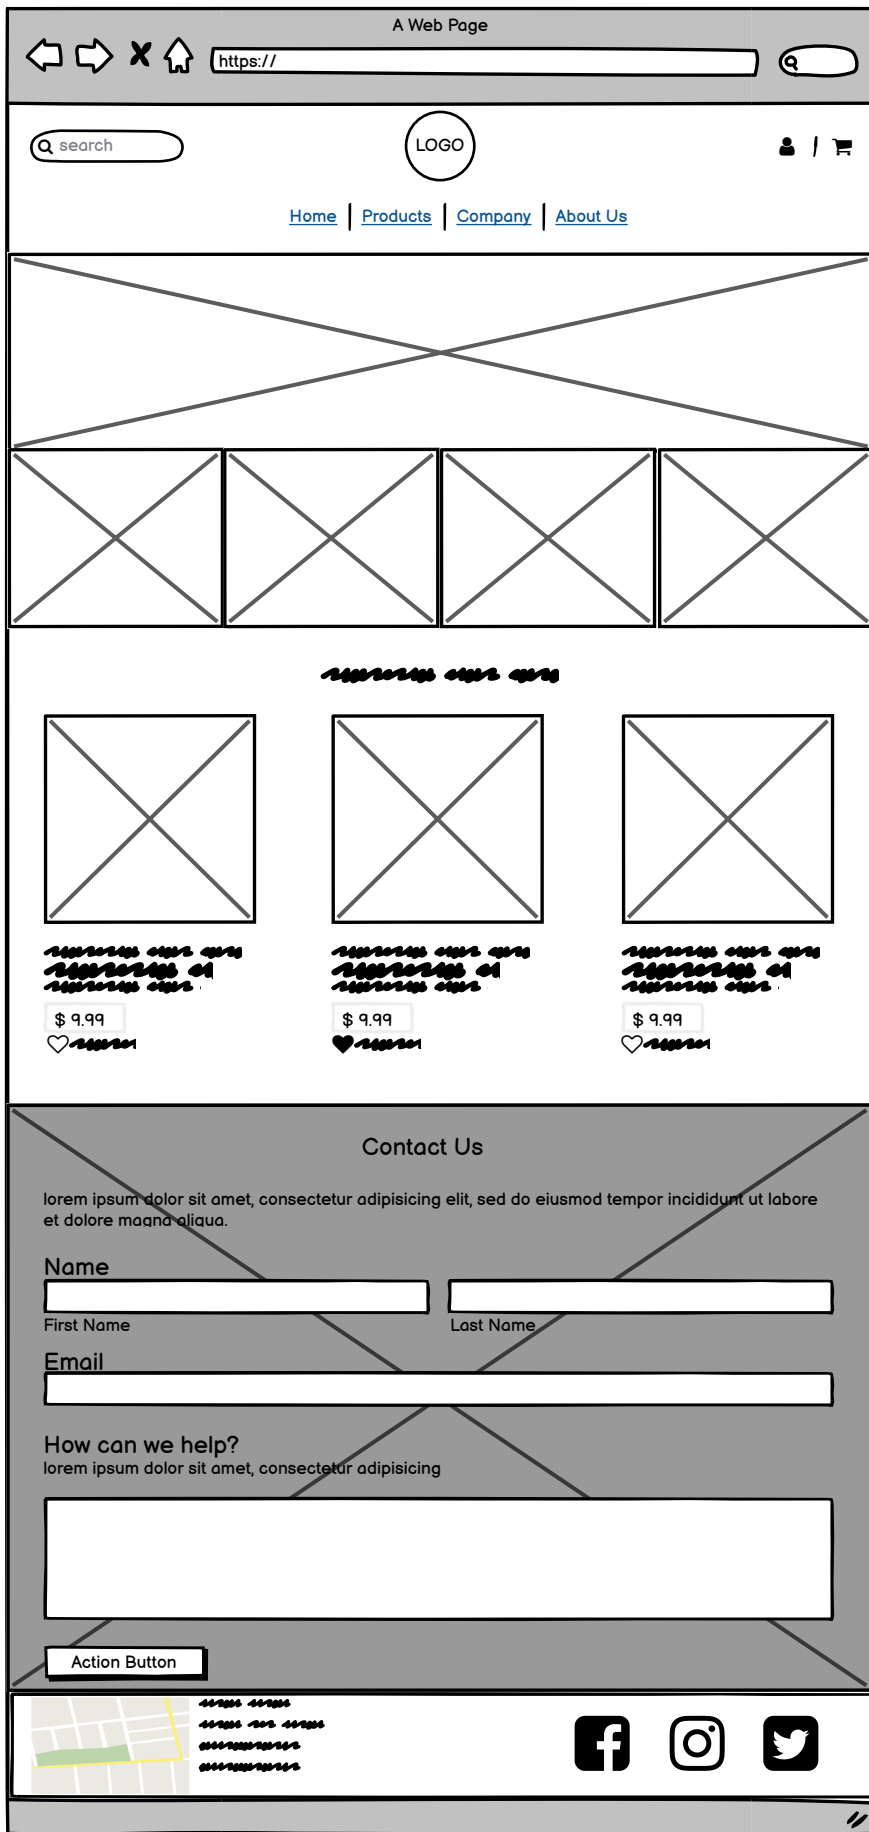 A Web Page
https://
search
LOGO
Home Products Company About Us
$ 9.99 $ 9.99 $ 9.99
Contact Us
lorem ipsum dolor sit amet, consectetur adipisicing elit, sed do eiusmod tempor incididunt ut labore
et dolore magna aliqua.
Name
First Name Last Name
Email
How can we help?
lorem ipsum dolor sit amet, consectetur adipisicing
Action Button